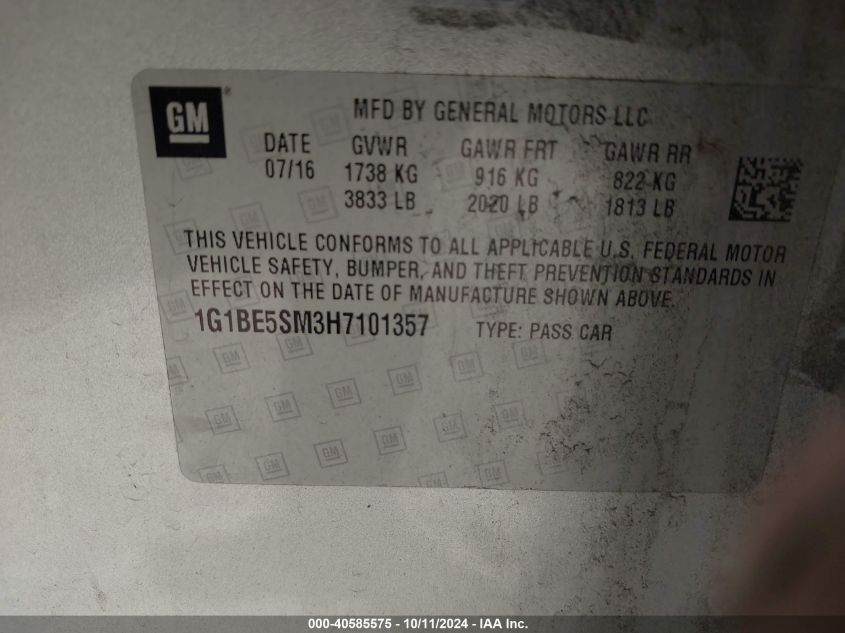 GM®
MFD BY GENERAL MOTORS LLC
DATE GVWR GAWR FRT GAWR RR
07/16 1738 KG 916 KG 822 KG
3833 LB 2020 LB 1813 LB
THIS VEHICLE CONFORMS TO ALL APPLICABLE U.S. FEDERAL MOTOR
VEHICLE SAFETY, BUMPER, AND THEFT PREVENTION STANDARDS IN
EFFECT ON THE DATE OF MANUFACTURE SHOWN ABOVE.
1G1BE5SM3H7101357 TYPE: PASS CAR
000-40585575 - 10/11/2024 - IAA Inc.